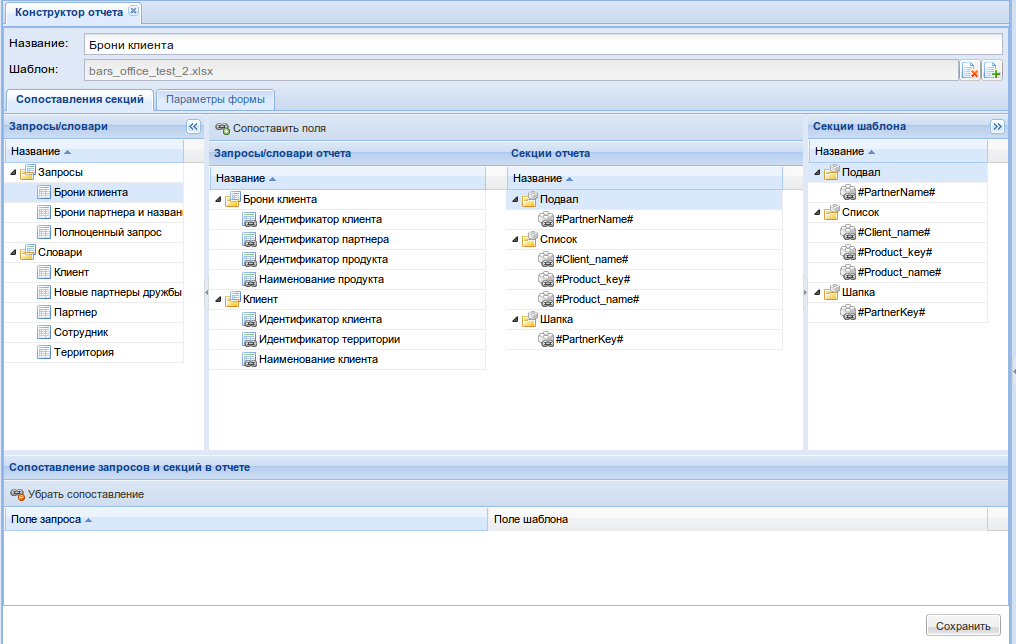 Конструктор отчета
Название: Брони клиента
Шаблон: bars_office_test_2.xlsx
Сопоставления секций Параметры формы
Запросы/словари
Название
Запросы
Брони клиента
Брони партнера и назван
Полноценный запрос
Словари
Клиент
Новые партнеры дружбы
Партнер
Сотрудник
Территория
Сопоставить поля
Запросы/словари отчета
Название
Брони клиента
Идентификатор клиента
Идентификатор партнера
Идентификатор продукта
Наименование продукта
Клиент
Идентификатор клиента
Идентификатор территории
Наименование клиента
Секции отчета
Название
Подвал
#PartnerName#
Список
#Client_name#
#Product_key#
#Product_name#
Шапка
#PartnerKey#
Секции шаблона
Название
Подвал
#PartnerName#
Список
#Client_name#
#Product_key#
#Product_name#
Шапка
#PartnerKey#
Сопоставление запросов и секций в отчете
Убрать сопоставление
Поле запроса Поле шаблона
Сохранить